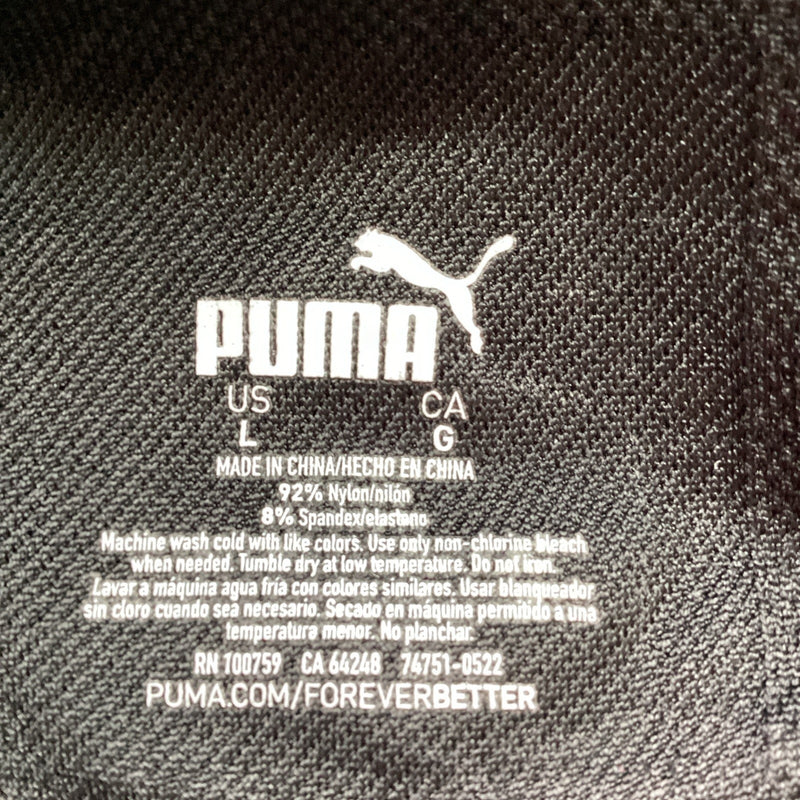 PUMA
US CA
L G
MADE IN CHINA/HECHO EN CHINA
92% Nylon/nilón
8% Spandex/elastano
Machine wash cold with like colors. Use only non-chlorine bleach
when needed. Tumble dry at low temperature. Do not iron.
Lavar a máquina agua fría con colores similares. Usar blanqueador
sin cloro cuando sea necesario. Secado en máquina permitido a una
temperatura menor. No planchar.
RN 100759 CA 64248 74751-0522
PUMA.COM/FOREVERBETTER